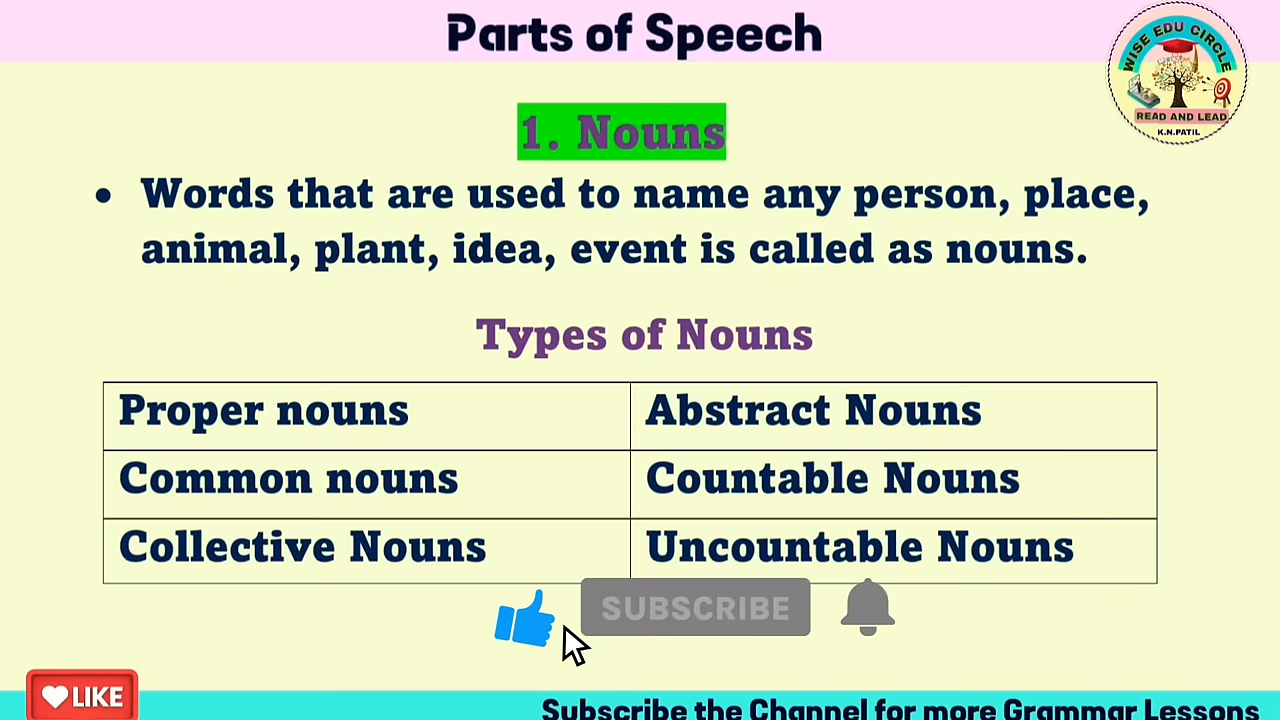 Parts of Speech
WISE EDU CIRCLE
READ AND LEAD
K.N.PATIL
1. Nouns
• Words that are used to name any person, place,
animal, plant, idea, event is called as nouns.
Types of Nouns
Proper nouns Abstract Nouns
Common nouns Countable Nouns
Collective Nouns Uncountable Nouns
SUBSCRIBE
LIKE
Subscribe the Channel for more Grammar Lessons